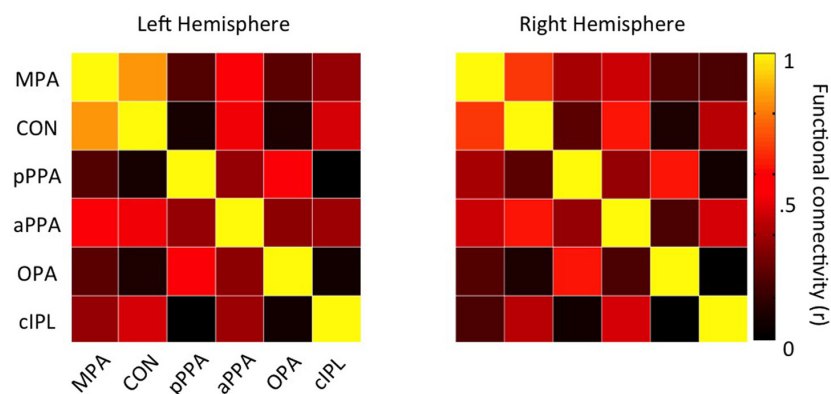 Left Hemisphere
Right Hemisphere
MPA
CON
pPPA
aPPA
OPA
cIPL
MPA
CON
pPPA
aPPA
OPA
cIPL
1
.5
0
Functional connectivity (r)